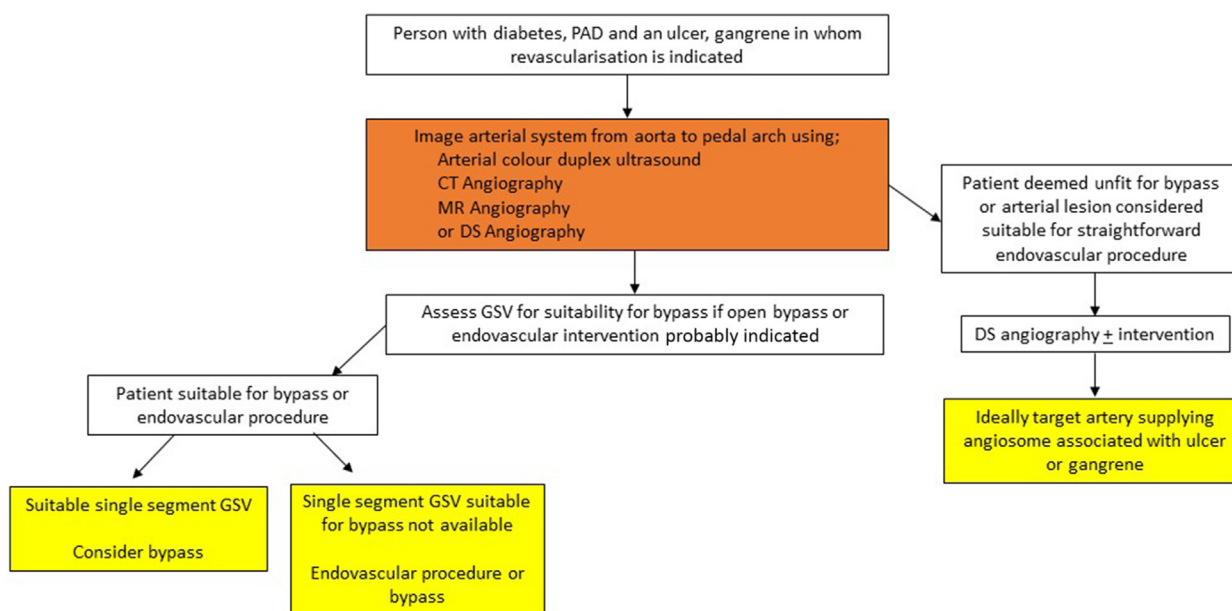 Person with diabetes, PAD and an ulcer, gangrene in whom
revascularisation is indicated
Image arterial system from aorta to pedal arch using;
Arterial colour duplex ultrasound
CT Angiography
MR Angiography
or DS Angiography
Patient deemed unfit for bypass
or arterial lesion considered
suitable for straightforward
endovascular procedure
Assess GSV for suitability for bypass if open bypass or
endovascular intervention probably indicated
DS angiography ± intervention
Patient suitable for bypass or
endovascular procedure
Ideally target artery supplying
angiosome associated with ulcer
or gangrene
Suitable single segment GSV
Consider bypass
Single segment GSV suitable
for bypass not available
Endovascular procedure or
bypass